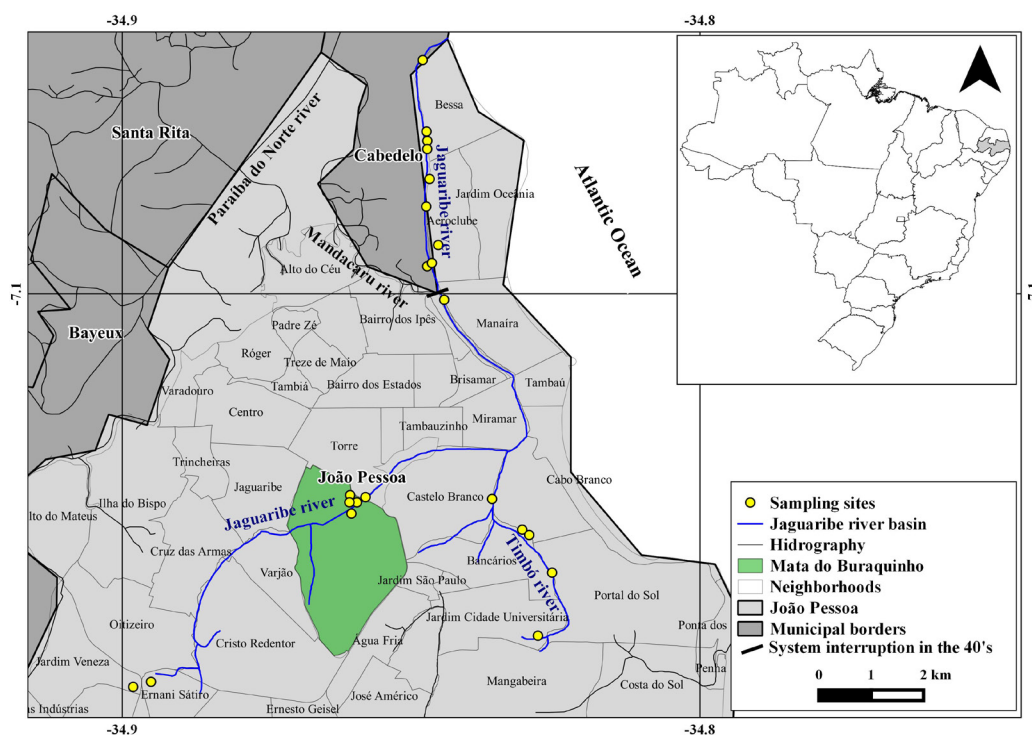 -34.9
-34.8
Bessa
Santa Rita
Paraíba do Norte river
Cabedelo
Jaguaribe river
Jardim Oceânia
Atlantic Ocean
Aeroclube
Mandacaru river
Alto do Céu
-7.1
-7.1
Bayeux
Padre Zé
Bairro dos Ipês
Manaíra
Róger
Treze de Maio
Tambiá
Bairro dos Estados
Brisamar
Tambaú
Varadouro
Centro
Tambauzinho
Miramar
Torre
Trincheiras
João Pessoa
Cabo Branco
Jaguaribe
Castelo Branco
Ilha do Bispo
lto do Mateus
Jaguaribe river
Cruz das Armas
Bancários
Timbó river
Varjão
Jardim São Paulo
Portal do Sol
Oitizeiro
Jardim Cidade Universitária
Ponta dos
Cristo Redentor
Água Fria
Jardim Veneza
Penha
Ernani Sátiro
José Américo
Mangabeira
Costa do Sol
as Indústrias
Ernesto Geisel
Sampling sites
Jaguaribe river basin
Hidrography
Mata do Buraquinho
Neighborhoods
João Pessoa
Municipal borders
System interruption in the 40's
0 1 2 km
-34.9
-34.8